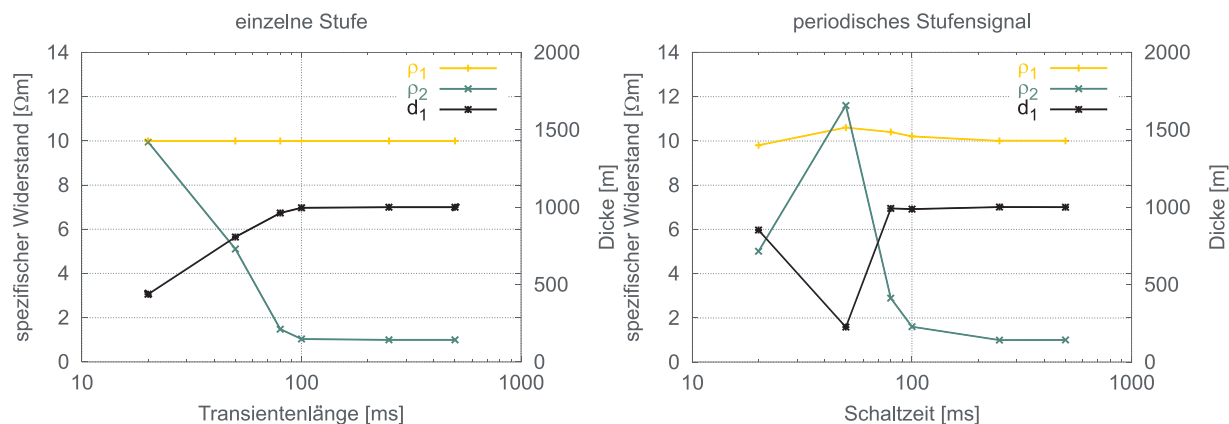 einzelne Stufe
spezifischer Widerstand [Ωm]
14
12
10
8
6
4
2
0
ρ1
ρ2
d1
2000
1500
1000
500
0
Dicke [m]
10
100
1000
Transientenlänge [ms]
periodisches Stufensignal
spezifischer Widerstand [Ωm]
14
12
10
8
6
4
2
0
ρ1
ρ2
d1
2000
1500
1000
500
0
Dicke [m]
10
100
1000
Schaltzeit [ms]